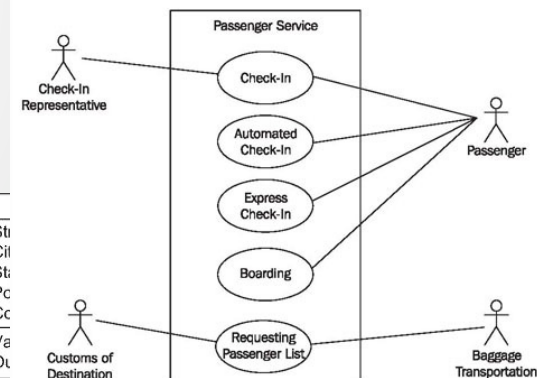 Passenger Service
Check-In
Representative
Check-In
Automated
Check-In
Passenger
Express
Check-In
Boarding
Customs of
Destination
Requesting
Passenger List
Baggage
Transportation